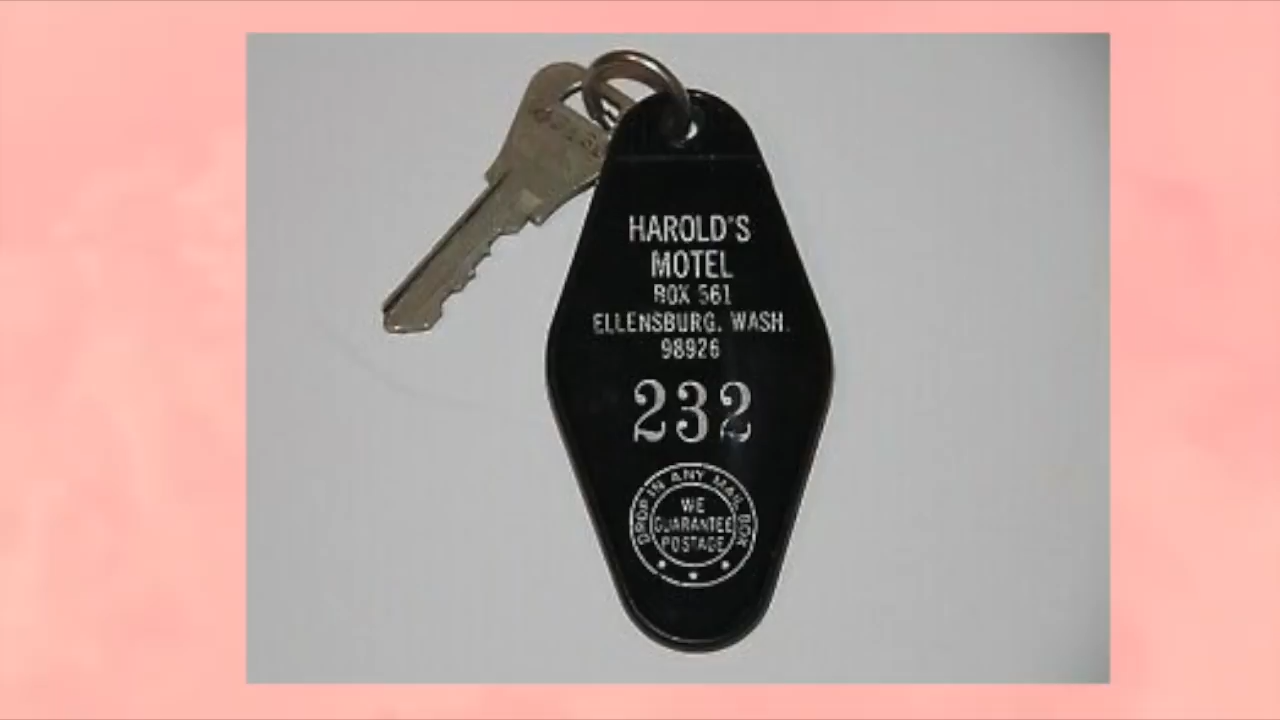 HAROLD'S
MOTEL
BOX 561
ELLENSBURG. WASH.
98926
232
DROP IN ANY MAIL BOX
WE
GUARANTEE
POSTAGE